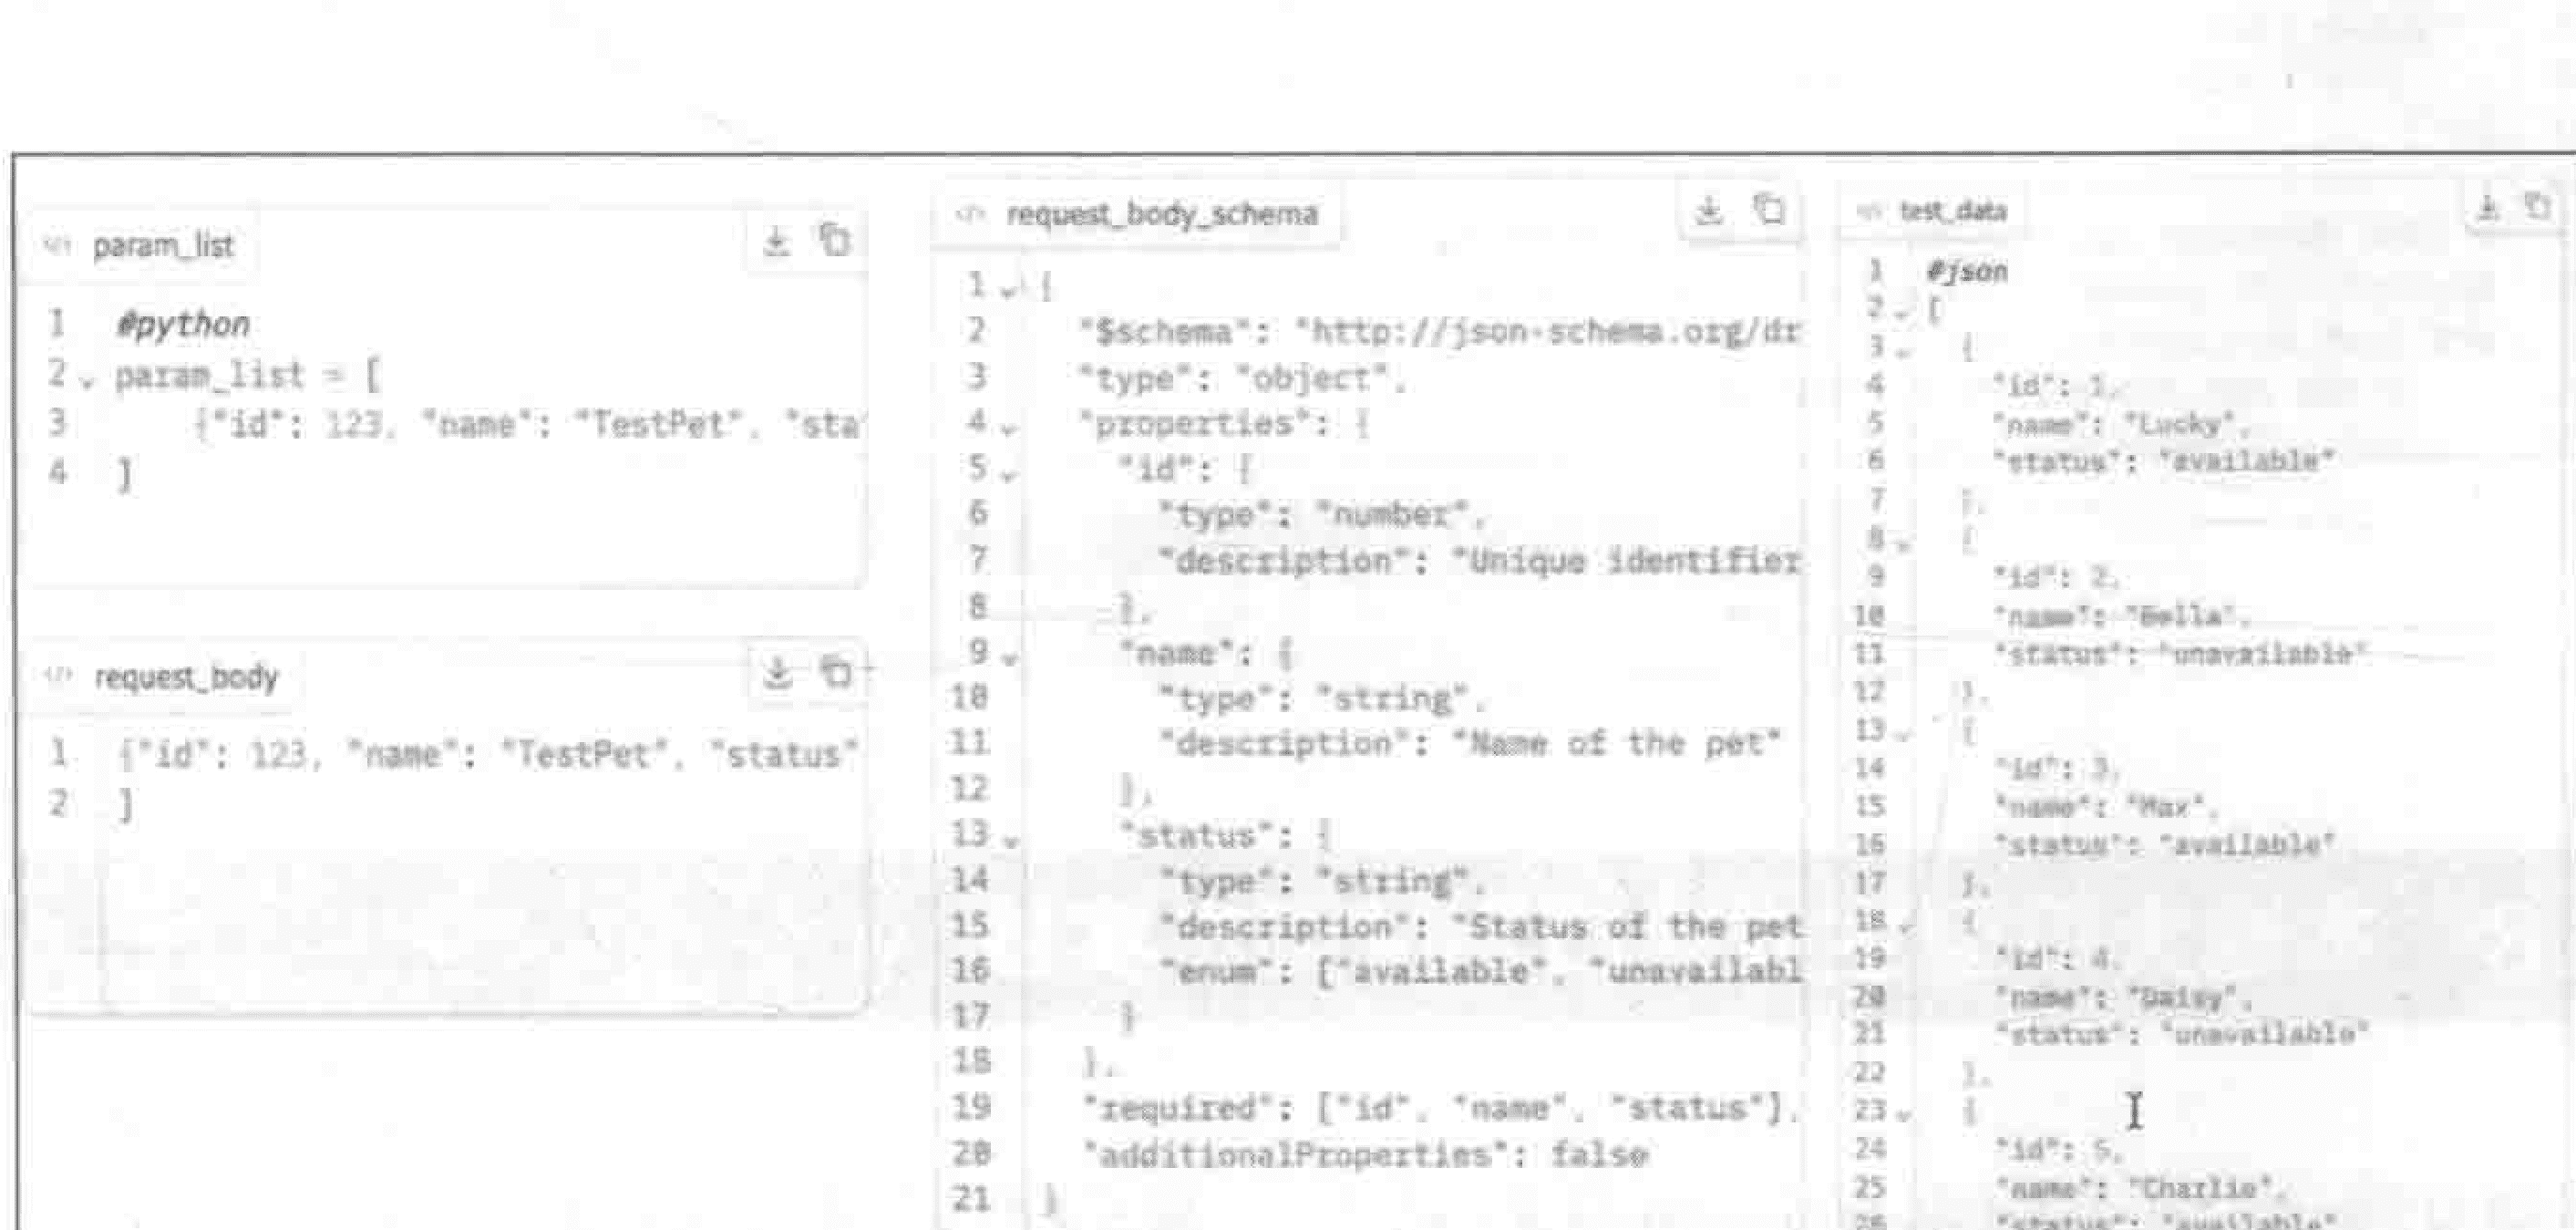 param_list
1 #python
2 param_list = [
3 {"id": 123, "name": "TestPet", "sta
4 ]
request_body
1 {"id": 123, "name": "TestPet", "status"
2 ]
request_body_schema
1 {
2 "$schema": "http://json-schema.org/dr
3 "type": "object",
4 "properties": {
5 "id": {
6 "type": "number",
7 "description": "Unique identifier
8 },
9 "name": {
10 "type": "string",
11 "description": "Name of the pet"
12 },
13 "status": {
14 "type": "string",
15 "description": "Status of the pet
16 "enum": ["available", "unavailabl
17 }
18 },
19 "required": ["id", "name", "status"],
20 "additionalProperties": false
21 }
test_data
1 #json
2 [
3 {
4 "id": 1,
5 "name": "Lucky",
6 "status": "available"
7 },
8 {
9 "id": 2,
10 "name": "Bella",
11 "status": "unavailable"
12 },
13 {
14 "id": 3,
15 "name": "Max",
16 "status": "available"
17 },
18 {
19 "id": 4,
20 "name": "Daisy",
21 "status": "unavailable"
22 },
23 {
24 "id": 5,
25 "name": "Charlie",
26 "status": "available"